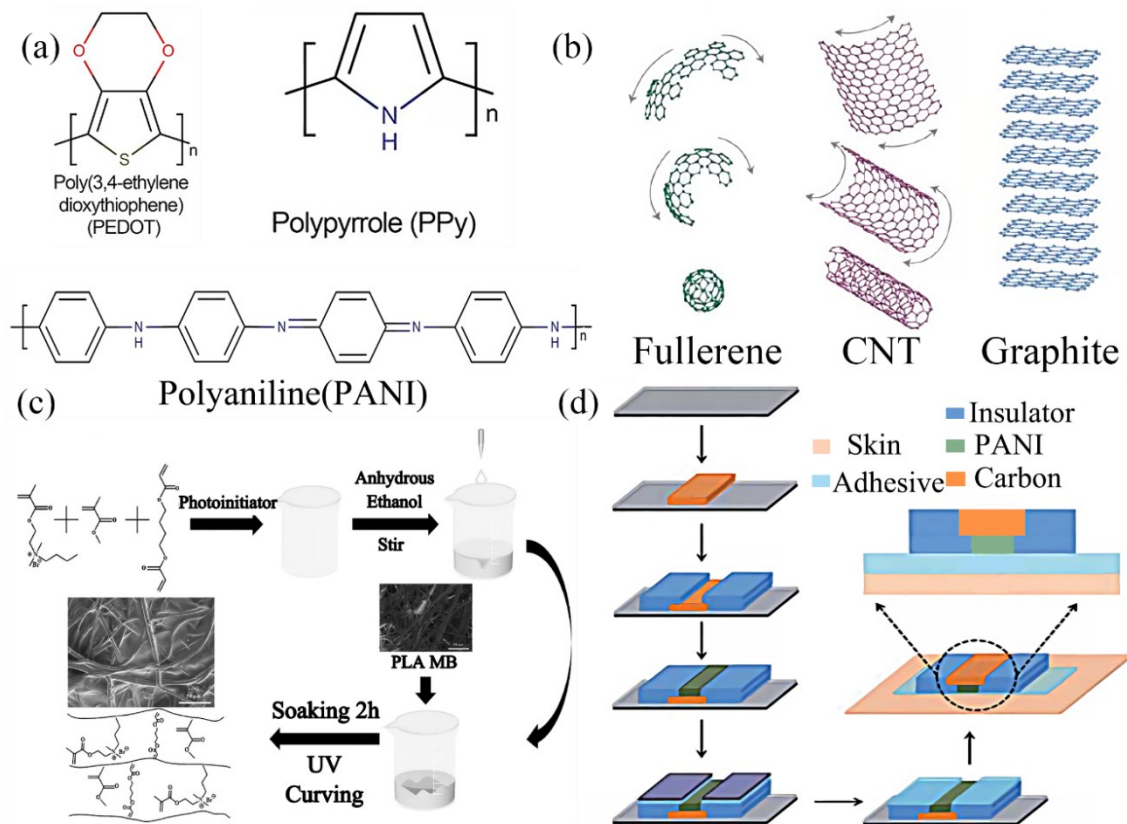 (a)
O
O
S
n
Poly(3,4-ethylene
dioxythiophene)
(PEDOT)
N
H
n
Polypyrrole (PPy)
N
H
N
N
N
H
n
Polyaniline(PANI)
(b)
Fullerene
CNT
Graphite
(c)
Photoinitiator
Anhydrous
Ethanol
Stir
PLA MB
Soaking 2h
UV
Curving
(d)
Insulator
Skin
PANI
Adhesive
Carbon